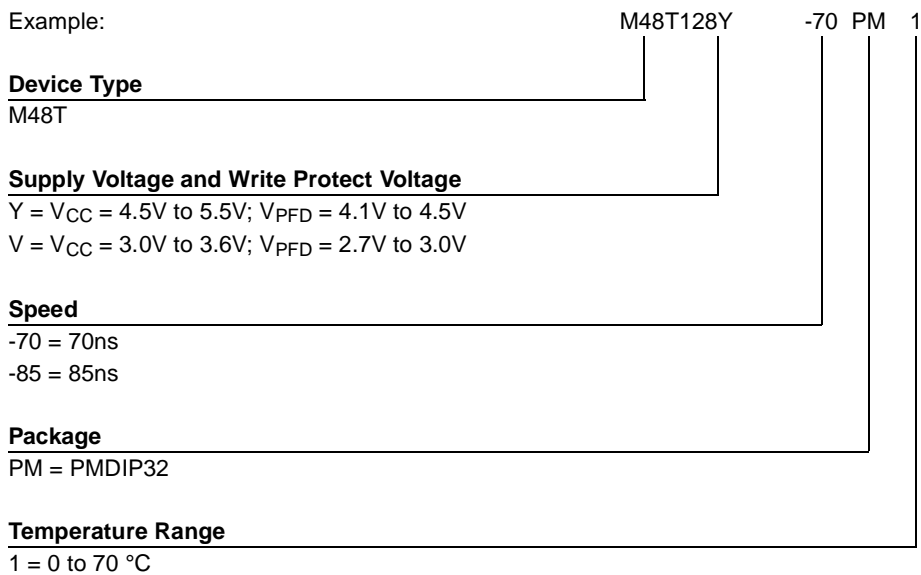 Example: M48T128Y -70 PM 1
Device Type
M48T
Supply Voltage and Write Protect Voltage
Y = VCC = 4.5V to 5.5V; VPFD = 4.1V to 4.5V
V = VCC = 3.0V to 3.6V; VPFD = 2.7V to 3.0V
Speed
-70 = 70ns
-85 = 85ns
Package
PM = PMDIP32
Temperature Range
1 = 0 to 70 °C